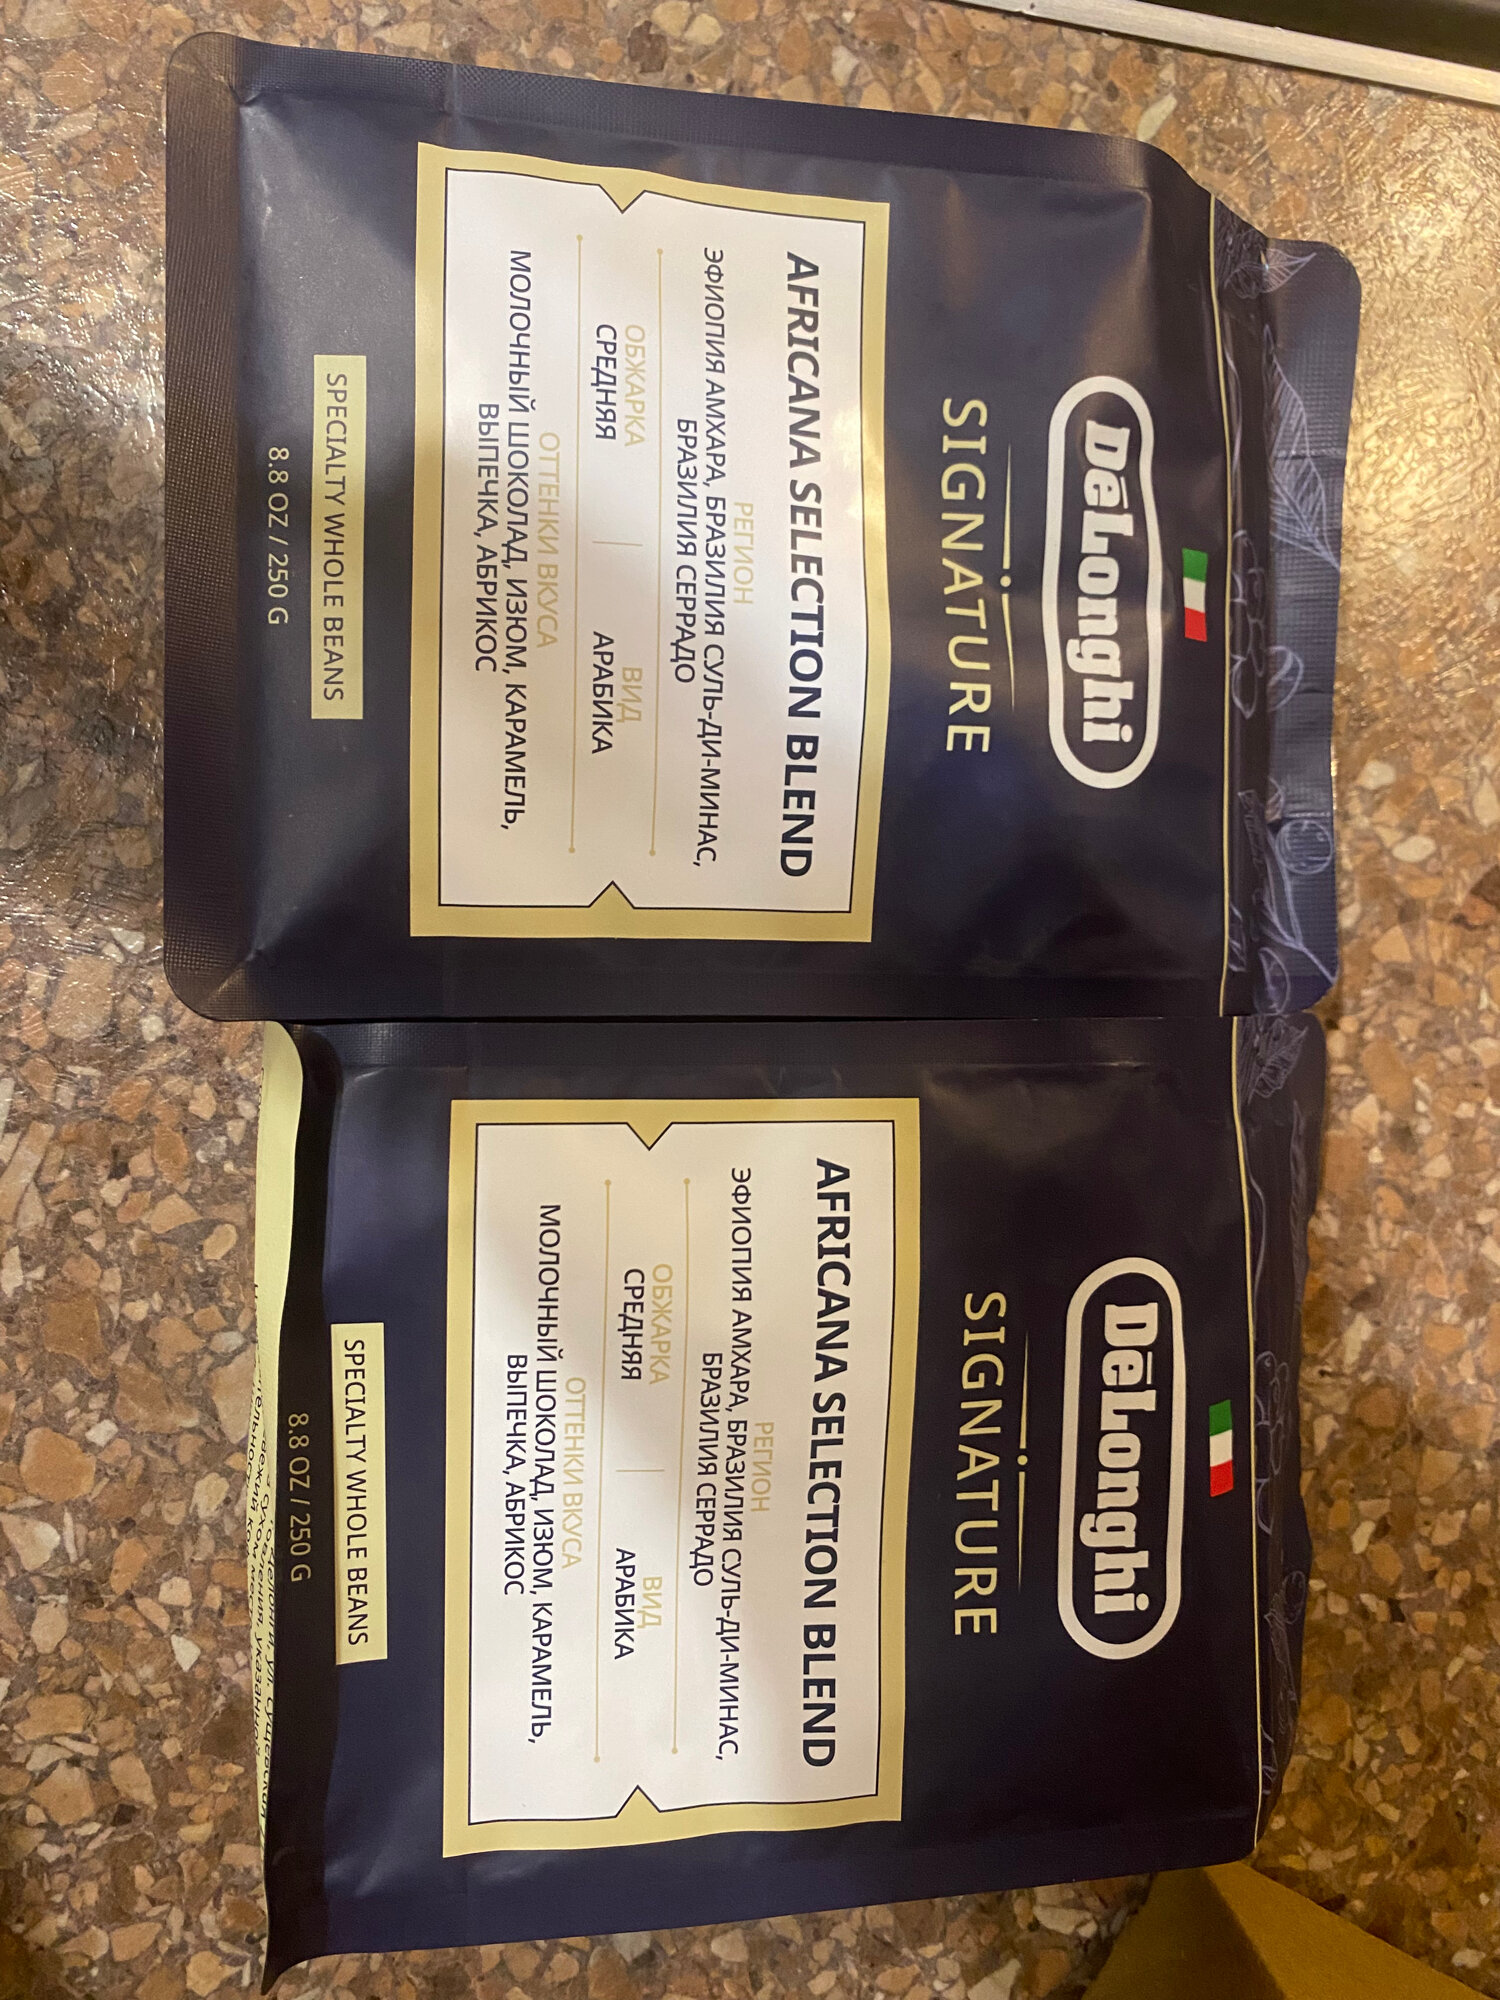 DeLonghi
SIGNATURE
AFRICANA SELECTION BLEND
РЕГИОН
ЭФИОПИЯ АМХАРА, БРАЗИЛИЯ СУЛЬ-ДИ-МИНАС,
БРАЗИЛИЯ СЕРРАДО
ОБЖАРКА
СРЕДНЯЯ
ВИД
АРАБИКА
ОТТЕНКИ ВКУСА
МОЛОЧНЫЙ ШОКОЛАД, ИЗЮМ, КАРАМЕЛЬ,
ВЫПЕЧКА, АБРИКОС
SPECIALTY WHOLE BEANS
8.8 OZ / 250 G
DeLonghi
SIGNATURE
AFRICANA SELECTION BLEND
РЕГИОН
ЭФИОПИЯ АМХАРА, БРАЗИЛИЯ СУЛЬ-ДИ-МИНАС,
БРАЗИЛИЯ СЕРРАДО
ОБЖАРКА
СРЕДНЯЯ
ВИД
АРАБИКА
ОТТЕНКИ ВКУСА
МОЛОЧНЫЙ ШОКОЛАД, ИЗЮМ, КАРАМЕЛЬ,
ВЫПЕЧКА, АБРИКОС
SPECIALTY WHOLE BEANS
8.8 OZ / 250 G